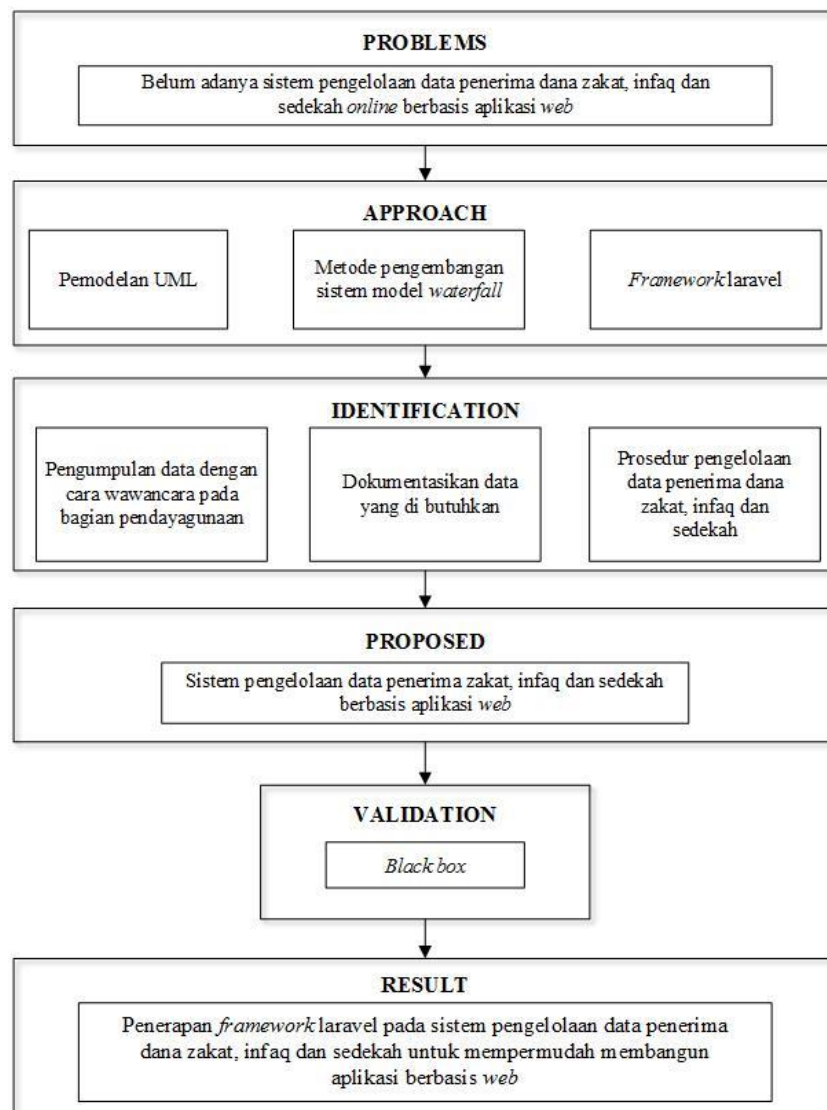 PROBLEMS
Belum adanya sistem pengelolaan data penerima dana zakat, infaq dan
sedekah online berbasis aplikasi web
APPROACH
Pemodelan UML
Metode pengembangan
sistem model waterfall
Framework laravel
IDENTIFICATION
Pengumpulan data dengan
cara wawancara pada
bagian pendayagunaan
Dokumentasikan data
yang di butuhkan
Prosedur pengelolaan
data penerima dana
zakat, infaq dan
sedekah
PROPOSED
Sistem pengelolaan data penerima zakat, infaq dan sedekah
berbasis aplikasi web
VALIDATION
Black box
RESULT
Penerapan framework laravel pada sistem pengelolaan data penerima
dana zakat, infaq dan sedekah untuk mempermudah membangun
aplikasi berbasis web